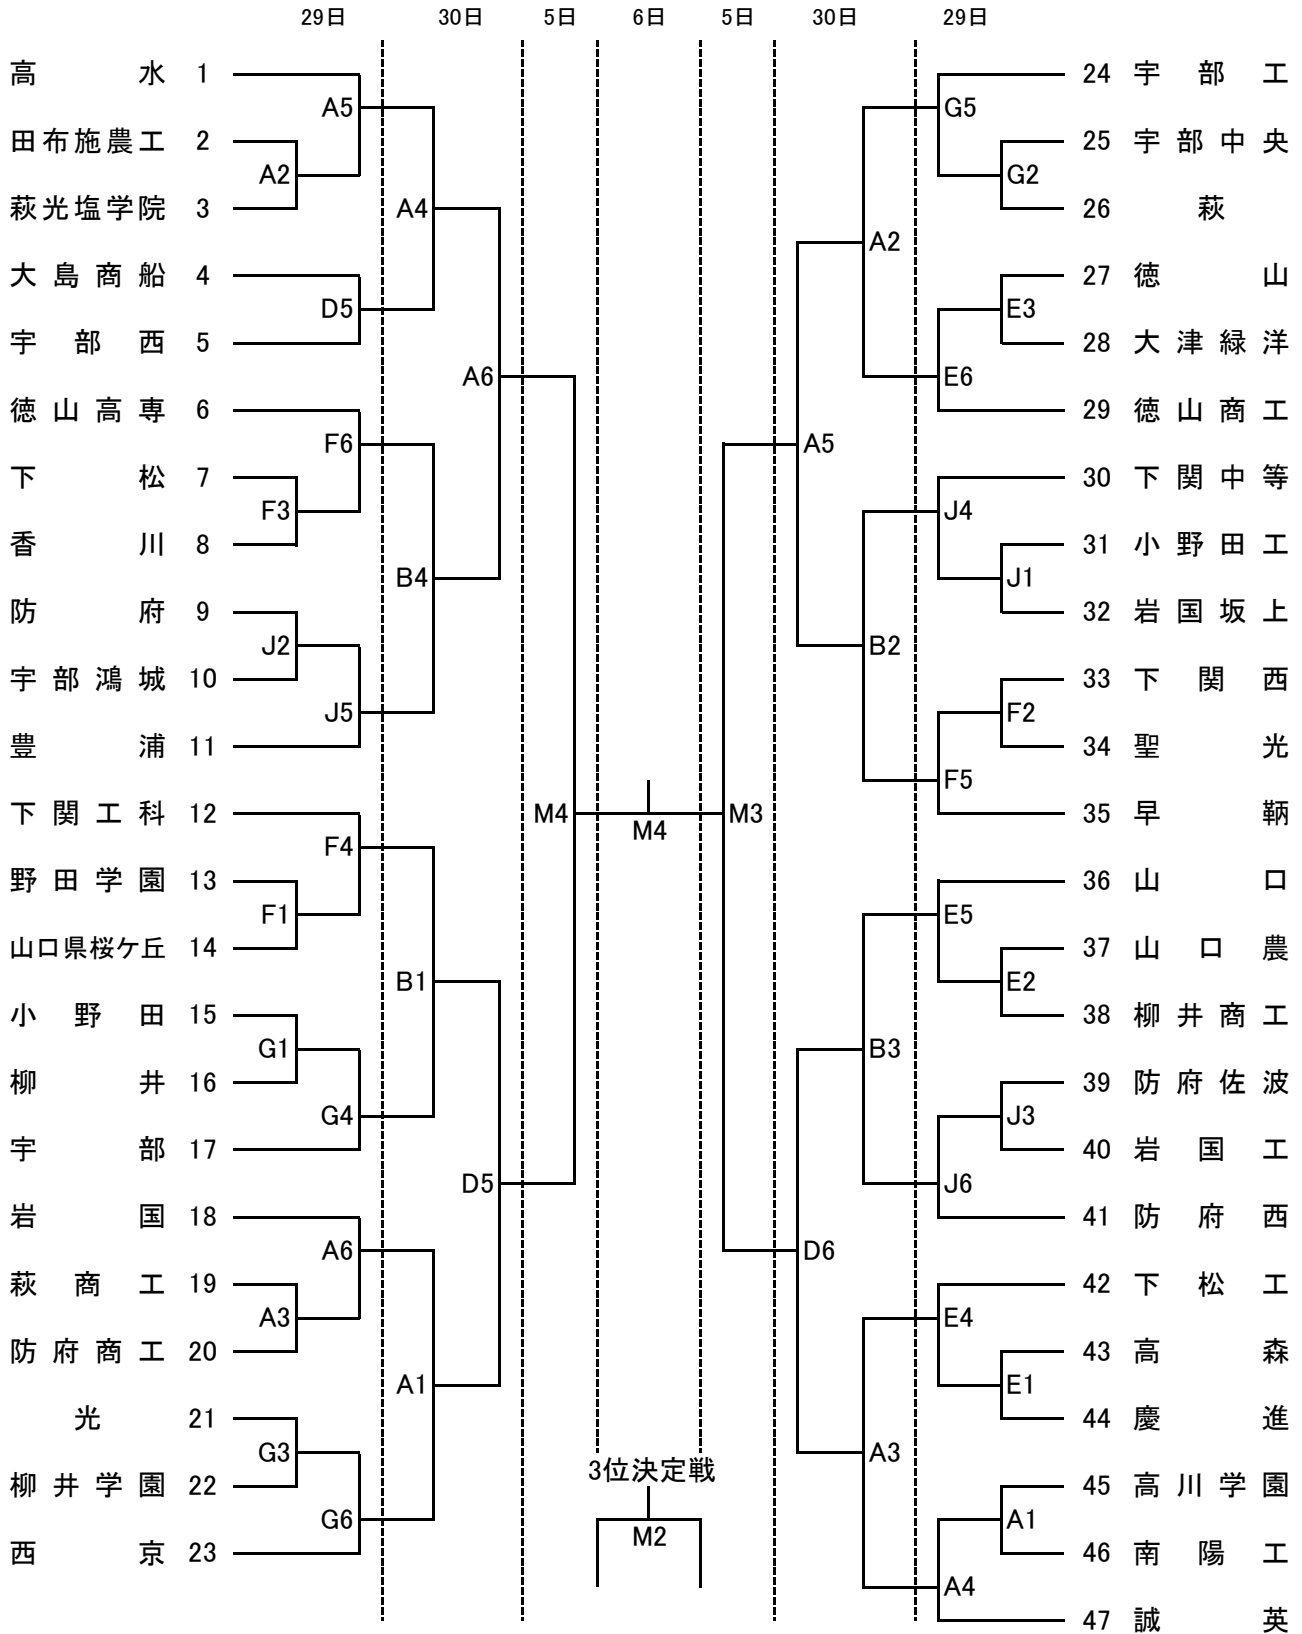 29日 30日 5日 6日 5日 30日 29日
高水 1
A5
田布施農工 2
A2
萩光塩学院 3
A4
大島商船 4
D5
宇部西 5
A6
徳山高専 6
F6
下松 7
F3
香川 8
B4
防府 9
J2
宇部鴻城 10
J5
豊浦 11
下関工科 12
M4
F4
野田学園 13
F1
山口県桜ケ丘 14
B1
小野田 15
G1
柳井 16
G4
宇部 17
D5
岩国 18
A6
萩商工 19
A3
防府商工 20
A1
光 21
G3
柳井学園 22
G6
西京 23
M4
3位決定戦
M2
24 宇部工
G5
25 宇部中央
G2
26 萩
A2
27 徳山
E3
28 大津緑洋
E6
29 徳山商工
A5
30 下関中等
J4
31 小野田工
J1
32 岩国坂上
B2
33 下関西
F2
34 聖光
F5
35 早鞆
M3
36 山口
E5
37 山口農
E2
38 柳井商工
B3
39 防府佐波
J3
40 岩国工
J6
41 防府西
D6
42 下松工
E4
43 高森
E1
44 慶進
A3
45 高川学園
A1
46 南陽工
A4
47 誠英